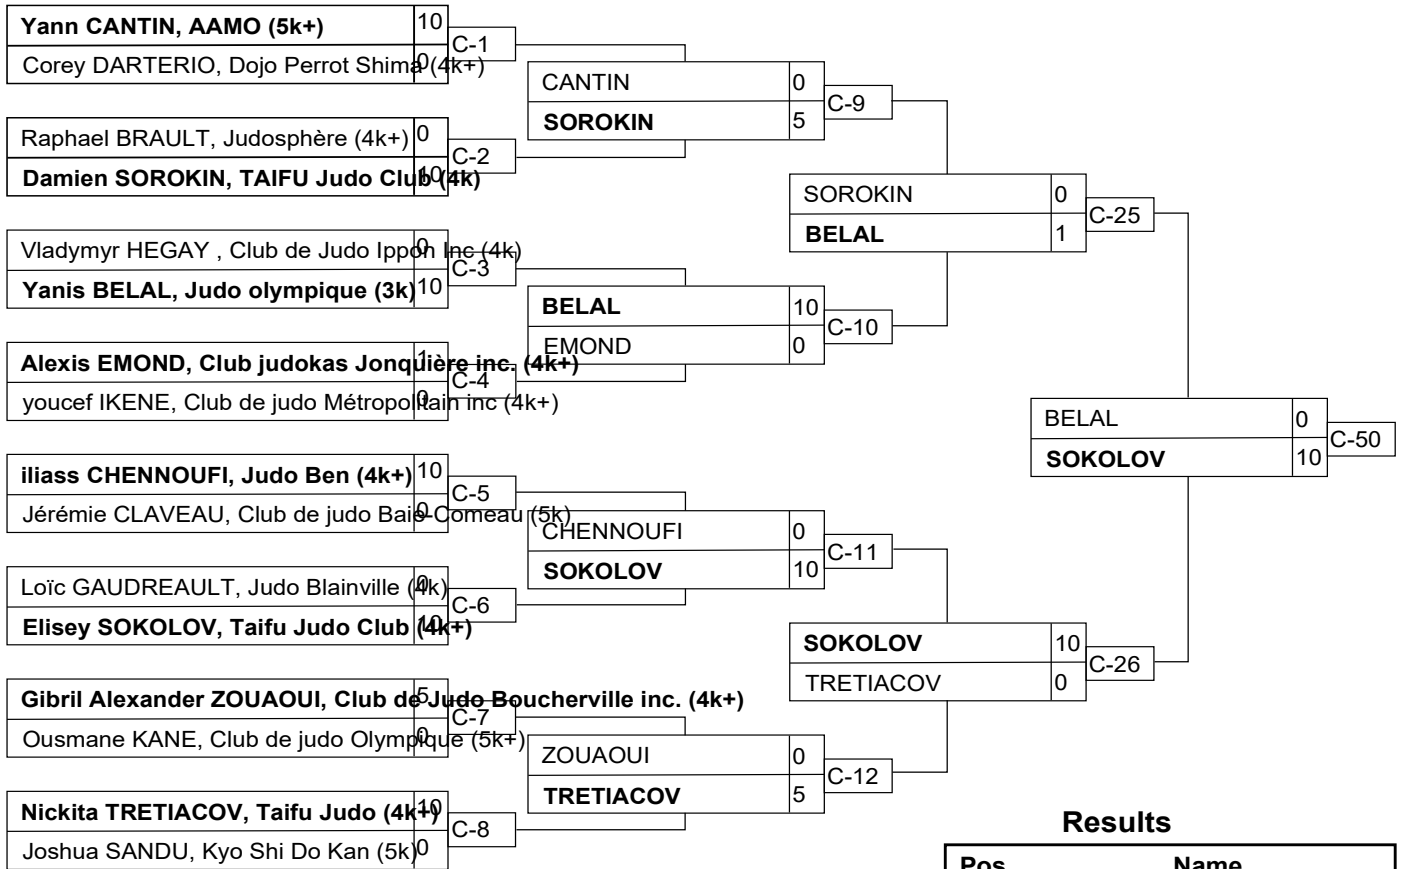 Yann CANTIN, AAMO (5k+) 10
Corey DARTERIO, Dojo Perrot Shima (4k+) 0
C-1
Raphael BRAULT, Judosphère (4k+) 0
Damien SOROKIN, TAIFU Judo Club (4k) 10
C-2
Vladymyr HEGAY , Club de Judo Ippon Inc (4k) 0
Yanis BELAL, Judo olympique (3k) 10
C-3
Alexis EMOND, Club judokas Jonquière inc. (4k+) 1
youcef IKENE, Club de judo Métropolitain inc (4k+) 0
C-4
iliass CHENNOUFI, Judo Ben (4k+) 10
Jérémie CLAVEAU, Club de judo Baie-Comeau (5k) 0
C-5
Loïc GAUDREAULT, Judo Blainville (4k) 0
Elisey SOKOLOV, Taifu Judo Club (4k+) 10
C-6
Gibril Alexander ZOUAOUI, Club de Judo Boucherville inc. (4k+) 5
Ousmane KANE, Club de judo Olympique (5k+) 0
C-7
Nickita TRETIACOV, Taifu Judo (4k+) 10
Joshua SANDU, Kyo Shi Do Kan (5k) 0
C-8
CANTIN 0
SOROKIN 5
C-9
BELAL 10
EMOND 0
C-10
CHENNOUFI 0
SOKOLOV 10
C-11
ZOUAOUI 0
TRETIACOV 5
C-12
SOROKIN 0
BELAL 1
C-25
SOKOLOV 10
TRETIACOV 0
C-26
BELAL 0
SOKOLOV 10
C-50
Results
Pos Name